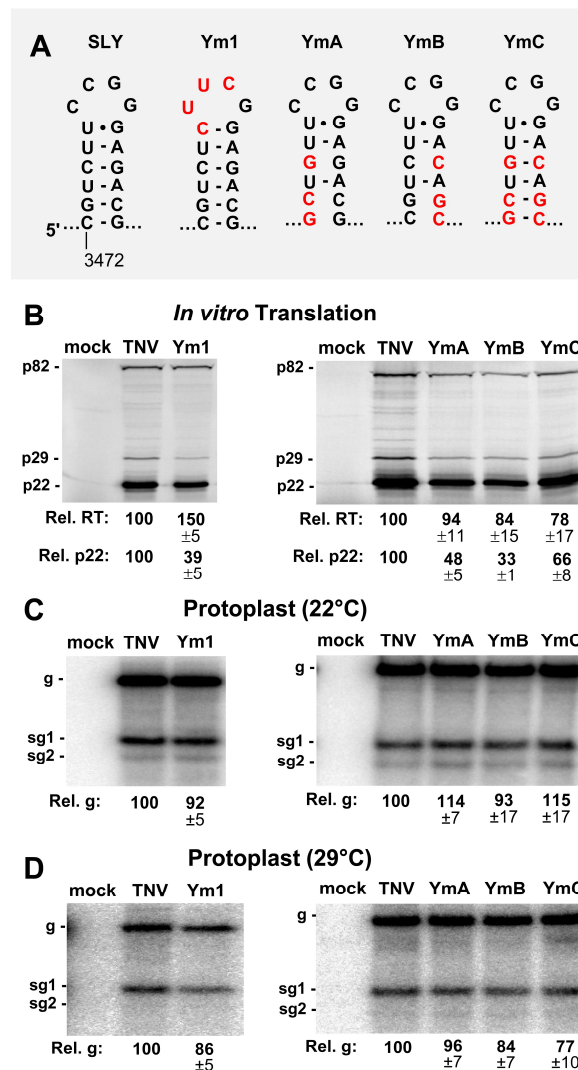 A SLY Ym1 YmA YmB YmC
C G U C C G C G C G
C G U G C G C G C G
U • G C - G U • G U • G U • G
U - A U - A U - A U - A U - A
C - G C - G G G C C G - C
U - A U - A U - A U - A U - A
G - C G - C C C G G C - G
5' ...C - G... ...C - G... ...G G... ...C C... ...G - C...
3472
B In vitro Translation
mock TNV Ym1 mock TNV YmA YmB YmC
p82 - p82 -
p29 - p29 -
p22 - p22 -
Rel. RT: 100 150 Rel. RT: 100 94 84 78
±5 ±11 ±15 ±17
Rel. p22: 100 39 Rel. p22: 100 48 33 66
±5 ±5 ±1 ±8
C Protoplast (22°C)
mock TNV Ym1 mock TNV YmA YmB YmC
g - g -
sg1 - sg1 -
sg2 - sg2 -
Rel. g: 100 92 Rel. g: 100 114 93 115
±5 ±7 ±17 ±17
D Protoplast (29°C)
mock TNV Ym1 mock TNV YmA YmB YmC
g - g -
sg1 - sg1 -
sg2 - sg2 -
Rel. g: 100 86 Rel. g: 100 96 84 77
±5 ±7 ±7 ±10